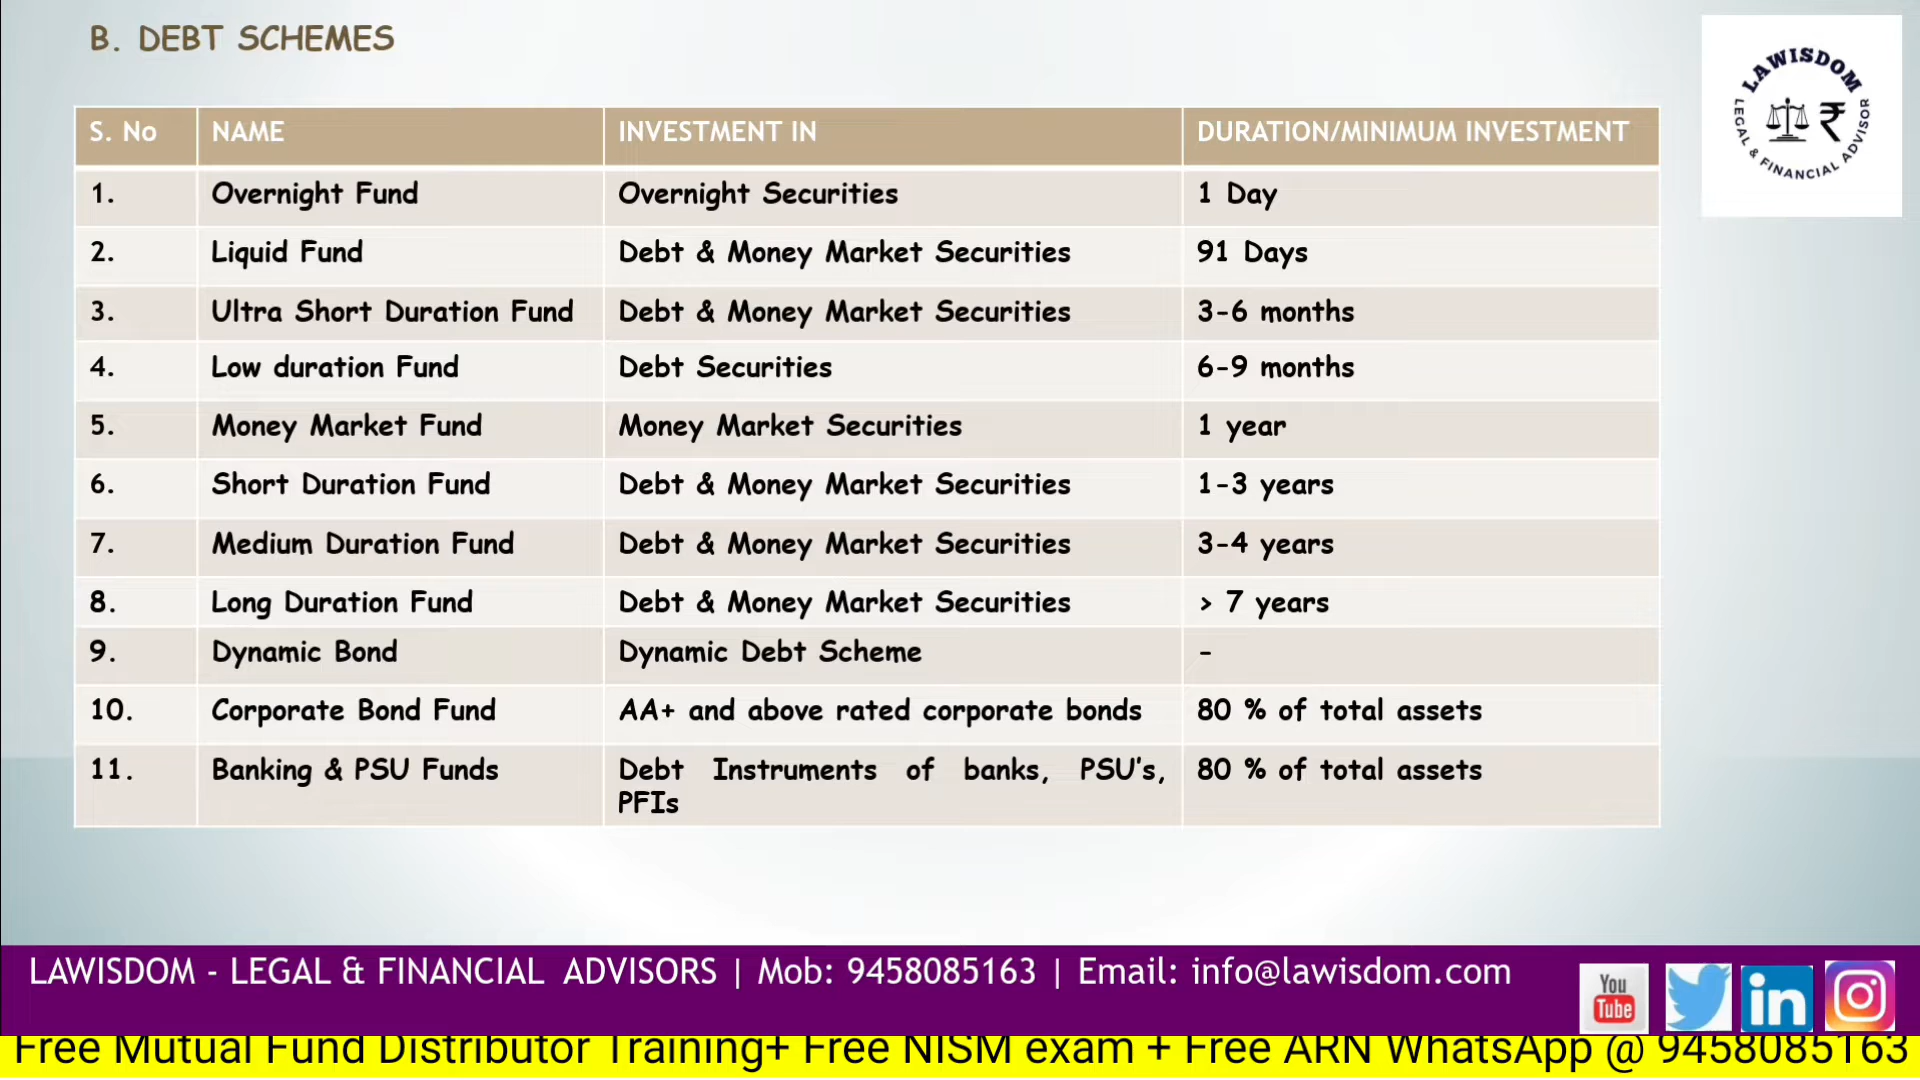 B. DEBT SCHEMES
LAWISDOM
LEGAL & FINANCIAL ADVISOR
S. No NAME INVESTMENT IN DURATION/MINIMUM INVESTMENT
1. Overnight Fund Overnight Securities 1 Day
2. Liquid Fund Debt & Money Market Securities 91 Days
3. Ultra Short Duration Fund Debt & Money Market Securities 3-6 months
4. Low duration Fund Debt Securities 6-9 months
5. Money Market Fund Money Market Securities 1 year
6. Short Duration Fund Debt & Money Market Securities 1-3 years
7. Medium Duration Fund Debt & Money Market Securities 3-4 years
8. Long Duration Fund Debt & Money Market Securities > 7 years
9. Dynamic Bond Dynamic Debt Scheme -
10. Corporate Bond Fund AA+ and above rated corporate bonds 80 % of total assets
11. Banking & PSU Funds Debt Instruments of banks, PSU's, 80 % of total assets
PFIs
LAWISDOM - LEGAL & FINANCIAL ADVISORS | Mob: 9458085163 | Email: info@lawisdom.com
You
Tube
in
Free Mutual Fund Distributor Training+ Free NISM exam + Free ARN WhatsApp @ 9458085163